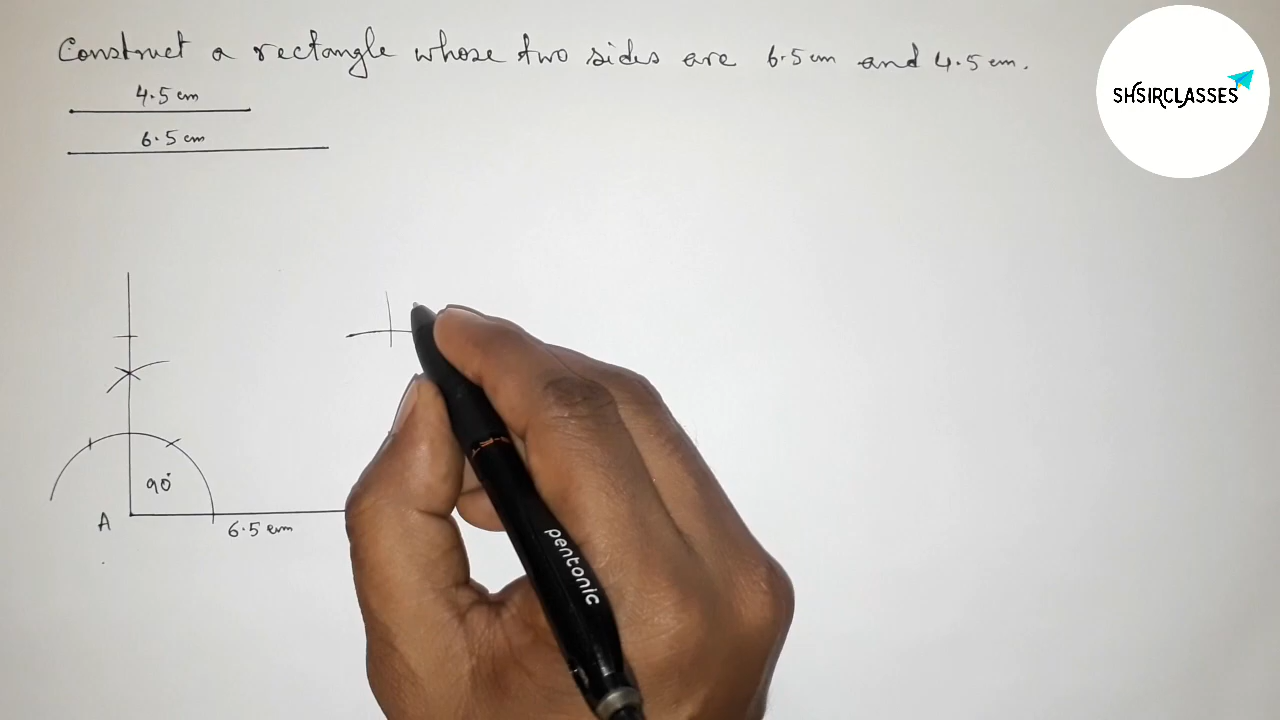 Construct a rectangle whose two sides are 6.5 cm and 4.5 cm.
4.5 cm
6.5 cm
SHSIRCLASSES
90°
A
6.5 cm
pentonic